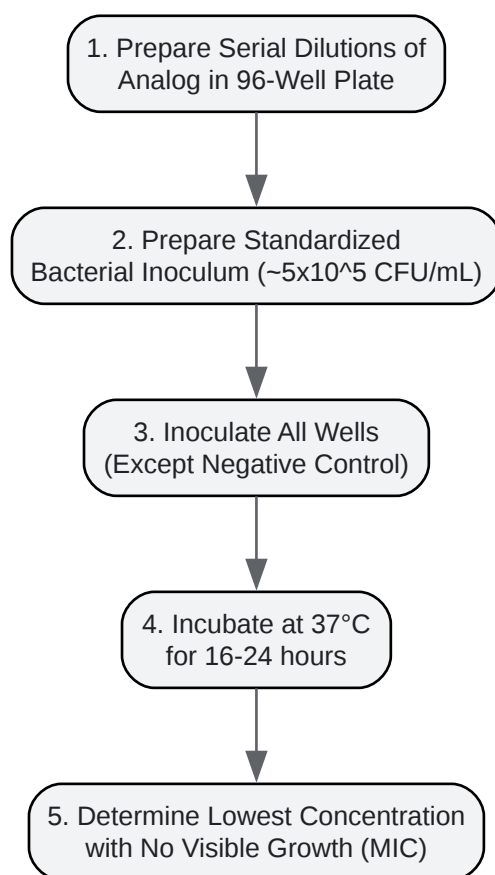 1. Prepare Serial Dilutions of
Analog in 96-Well Plate
2. Prepare Standardized
Bacterial Inoculum (~5x10^5 CFU/mL)
3. Inoculate All Wells
(Except Negative Control)
4. Incubate at 37°C
for 16-24 hours
5. Determine Lowest Concentration
with No Visible Growth (MIC)